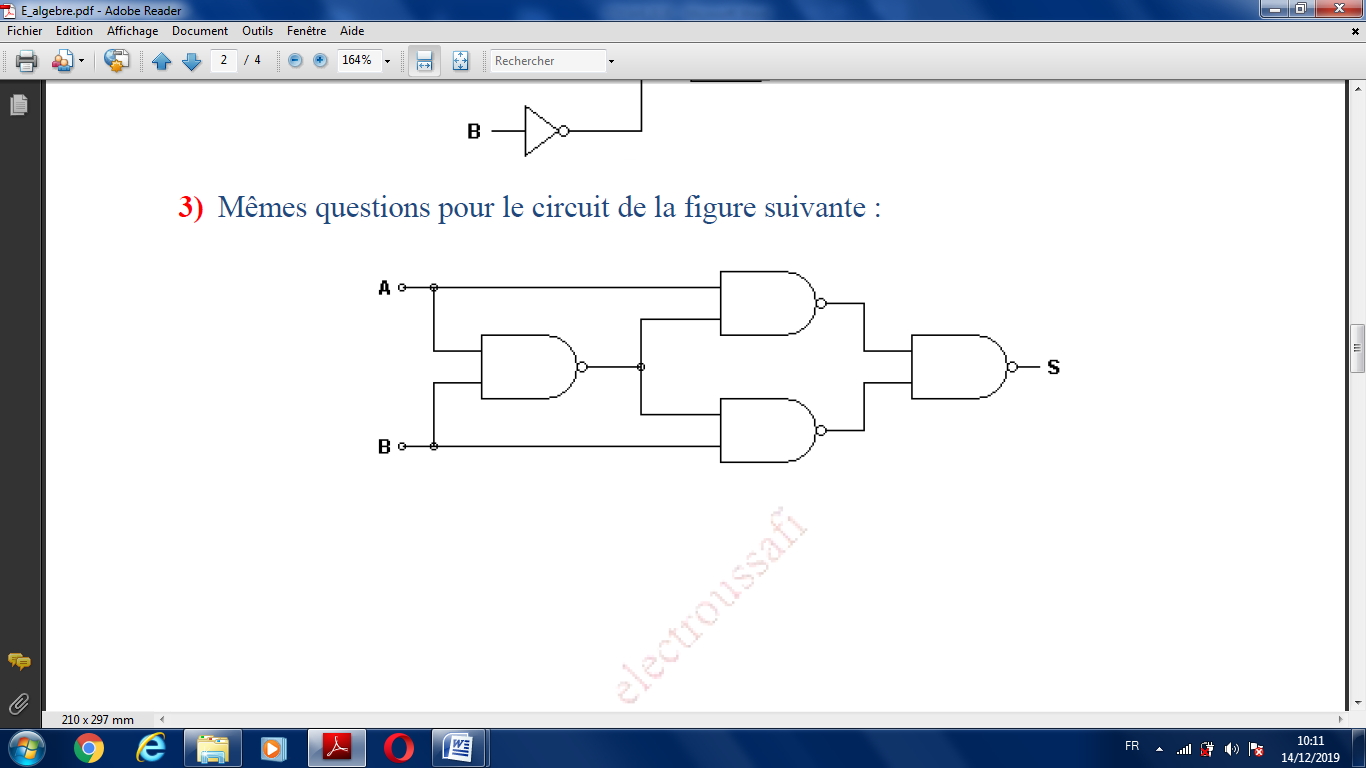 E_algebre.pdf - Adobe Reader
Fichier Edition Affichage Document Outils Fenêtre Aide
2 / 4 164% Rechercher
B
3) Mêmes questions pour le circuit de la figure suivante :
A
S
B
electroussafi
210 x 297 mm
FR 10:11
14/12/2019